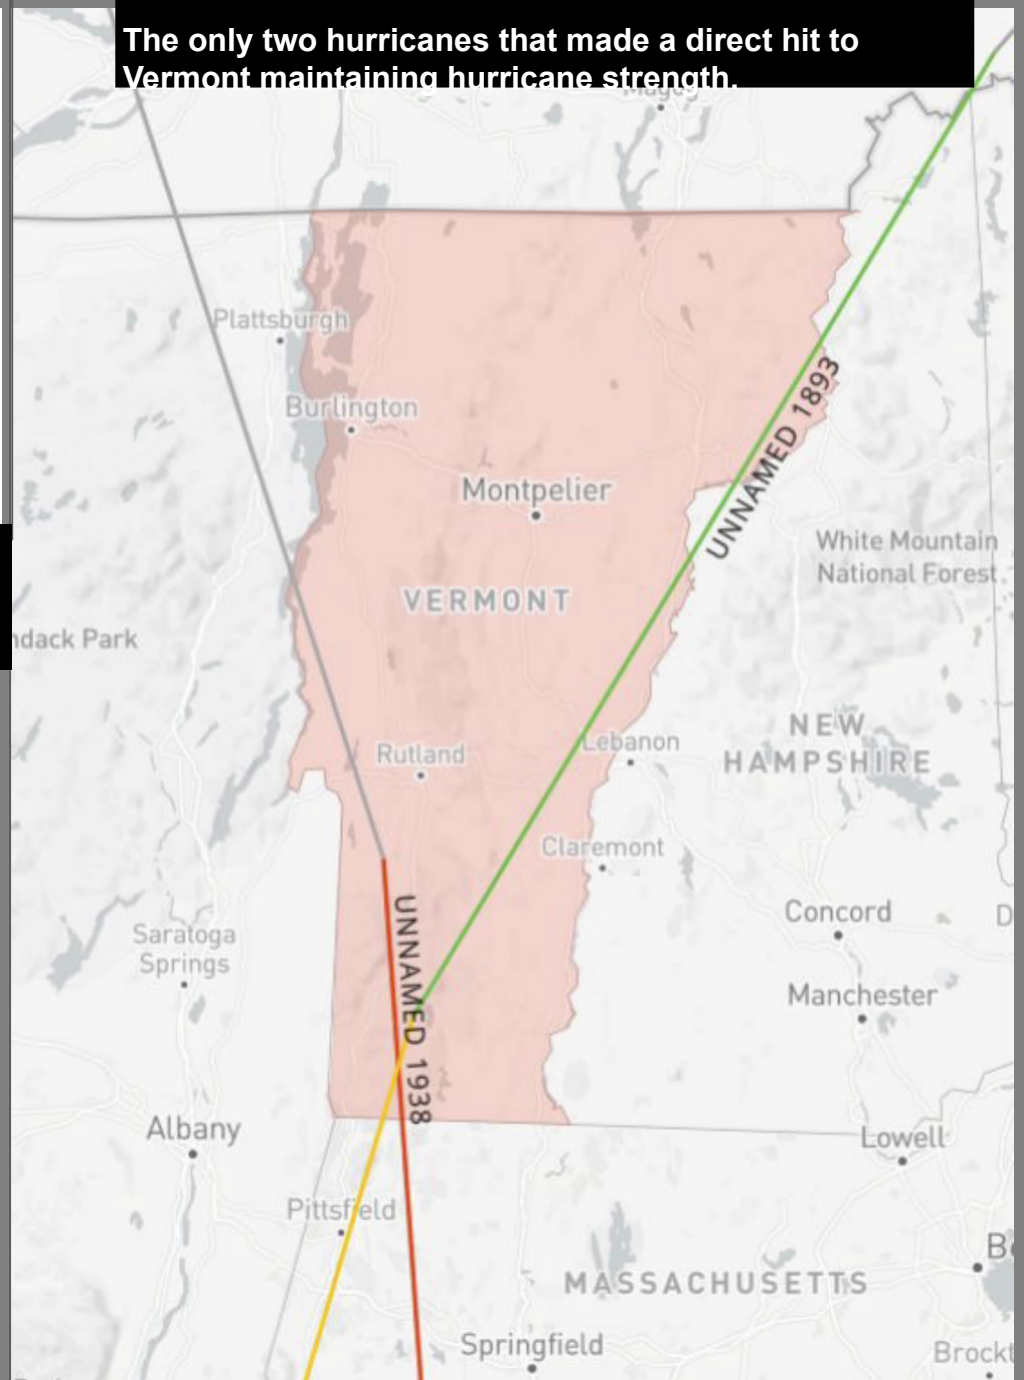 The only two hurricanes that made a direct hit to
Vermont maintaining hurricane strength.
Magog
Plattsburgh
Burlington
UNNAMED 1893
Montpelier
White Mountain
National Forest
VERMONT
ndack Park
NEW
HAMPSHIRE
Lebanon
Rutland
Claremont
UNNAMED 1938
Concord
D
Saratoga
Springs
Manchester
Albany
Lowell
Pittsfield
B
MASSACHUSETTS
Springfield
Brockt